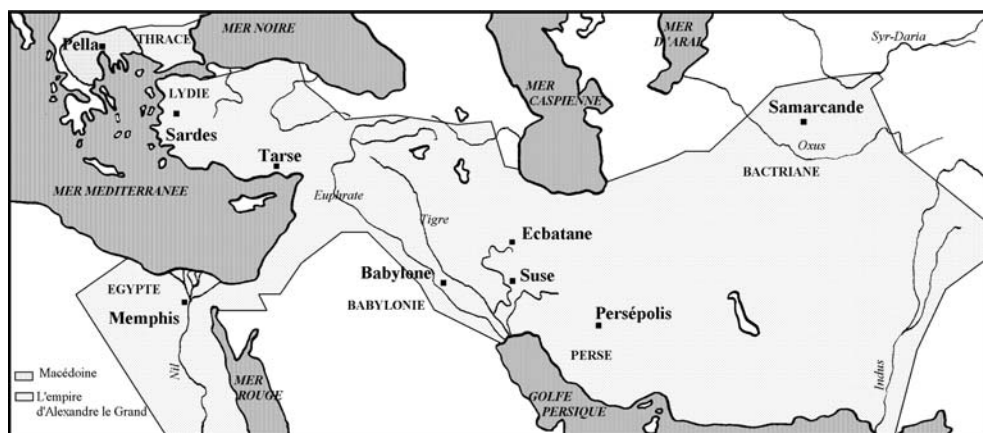 MER NOIRE
THRACE
Pella
MER
D'ARAL
Syr-Daria
MER
CASPIENNE
LYDIE
Sardes
Samarcande
Oxus
Tarse
BACTRIANE
MER MEDITERRANEE
Euphrate
Tigre
Ecbatane
Babylone
Suse
EGYPTE
Memphis
BABYLONIE
Persépolis
PERSE
Nil
MER
ROUGE
GOLFE
PERSIQUE
Indus
Macédoine
L'empire
d'Alexandre le Grand